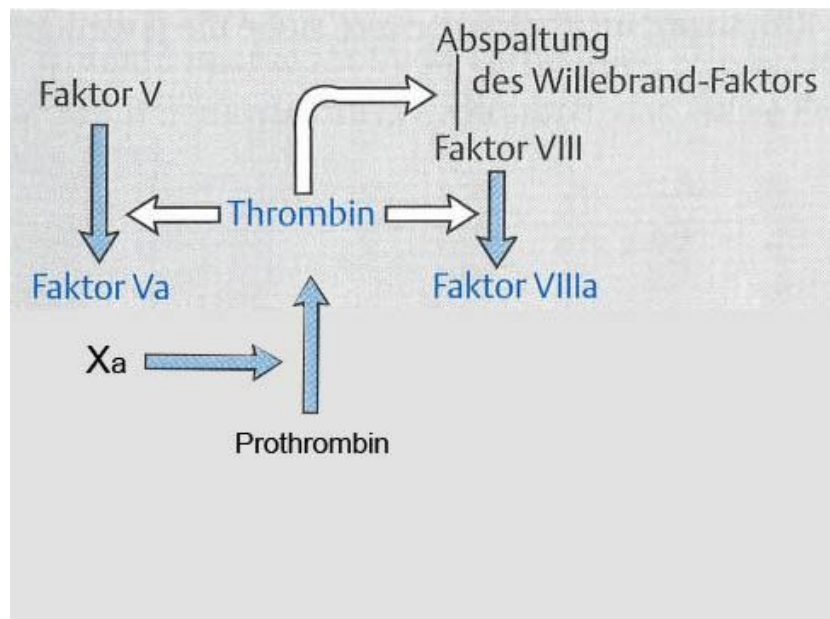 Abspaltung
des Willebrand-Faktors
Faktor V
Faktor VIII
Thrombin
Faktor Va
Faktor VIIIa
Xa
Prothrombin